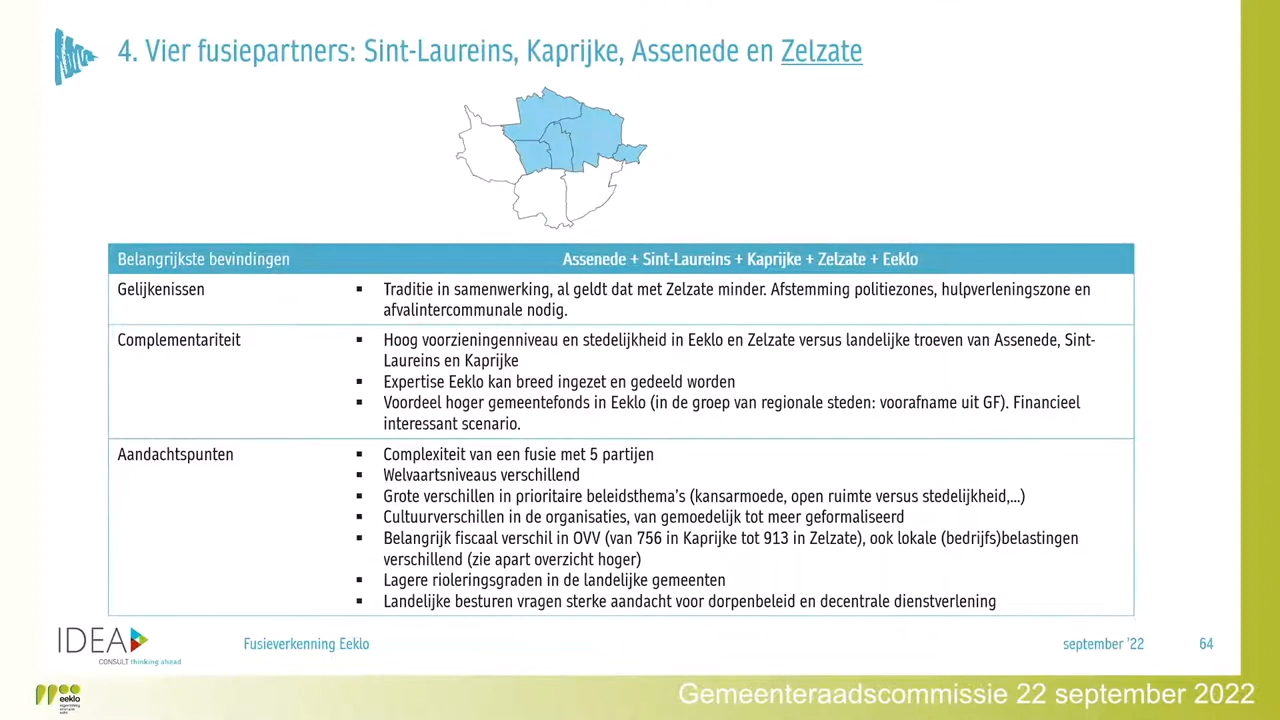 4. Vier fusiepartners: Sint-Laureins, Kaprijke, Assenede en Zelzate
Belangrijkste bevindingen
Assenede + Sint-Laureins + Kaprijke + Zelzate + Eeklo
Gelijkenissen
▪ Traditie in samenwerking, al geldt dat met Zelzate minder. Afstemming politiezones, hulpverleningszone en
afvalintercommunale nodig.
Complementariteit
▪ Hoog voorzieningenniveau en stedelijkheid in Eeklo en Zelzate versus landelijke troeven van Assenede, Sint-
Laureins en Kaprijke
▪ Expertise Eeklo kan breed ingezet en gedeeld worden
▪ Voordeel hoger gemeentefonds in Eeklo (in de groep van regionale steden: voorafname uit GF). Financieel
interessant scenario.
Aandachtspunten
▪ Complexiteit van een fusie met 5 partijen
▪ Welvaartsniveaus verschillend
▪ Grote verschillen in prioritaire beleidsthema's (kansarmoede, open ruimte versus stedelijkheid,...)
▪ Cultuurverschillen in de organisaties, van gemoedelijk tot meer geformaliseerd
▪ Belangrijk fiscaal verschil in OVV (van 756 in Kaprijke tot 913 in Zelzate), ook lokale (bedrijfs)belastingen
verschillend (zie apart overzicht hoger)
▪ Lagere rioleringsgraden in de landelijke gemeenten
▪ Landelijke besturen vragen sterke aandacht voor dorpenbeleid en decentrale dienstverlening
IDEA
CONSULT thinking ahead
Fusieverkenning Eeklo
september '22
64
eeklo
Gemeenteraadscommissie 22 september 2022